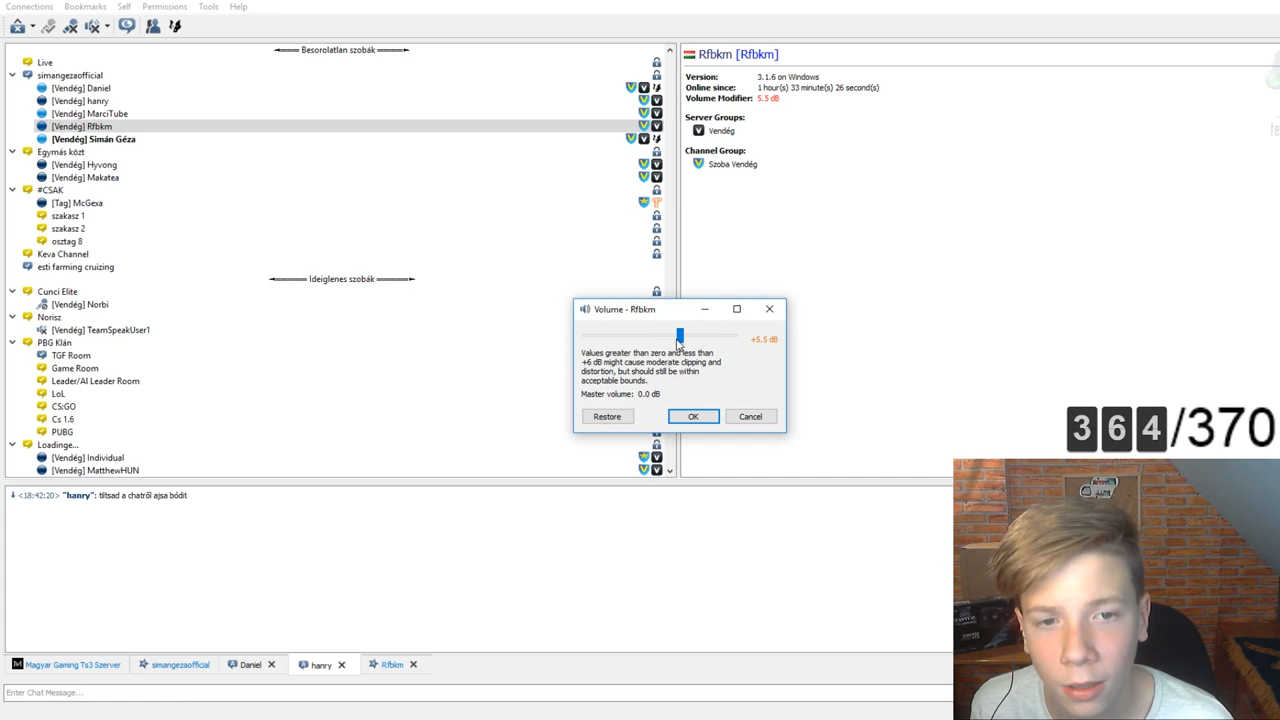 Connections Bookmarks Self Permissions Tools Help
Besorolatlan szobák
Live
simangezaofficial
[Vendég] Daniel
[Vendég] hanry
[Vendég] MarciTube
[Vendég] Rfbkm
[Vendég] Simán Géza
Egymás közt
[Vendég] Hyvong
[Vendég] Makatea
#CSAK
[Tag] McGexa
szakasz 1
szakasz 2
osztag 8
Keva Channel
esti farming cruizing
Ideiglenes szobák
Cunci Elite
[Vendég] Norbi
Norisz
[Vendég] TeamSpeakUser1
PBG Klán
TGF Room
Game Room
Leader/Al Leader Room
LoL
CS:GO
Cs 1.6
PUBG
Loadinge...
[Vendég] Individual
[Vendég] MatthewHUN
Rfbkm [Rfbkm]
Version: 3.1.6 on Windows
Online since: 1 hour(s) 33 minute(s) 26 second(s)
Volume Modifier: 5.5 dB
Server Groups:
Vendég
Channel Group:
Szoba Vendég
Volume - Rfbkm
+5.5 dB
Values greater than zero and less than
+6 dB might cause moderate clipping and
distortion, but should still be within
acceptable bounds.
Master volume: 0.0 dB
Restore OK Cancel
364/370
<18:42:20> "hanry": tiltsad a chatről ajsa bódit
Magyar Gaming Ts3 Szerver simangezaofficial Daniel hanry Rfbkm
Enter Chat Message...